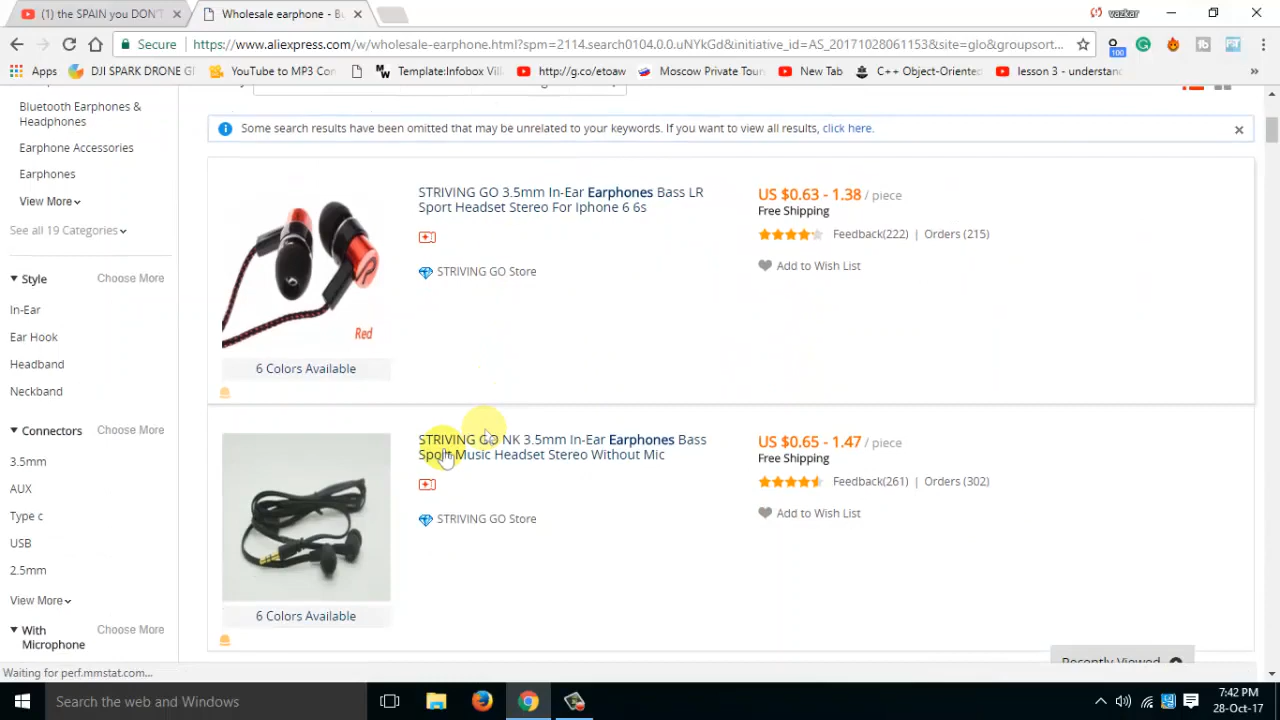 (1) the SPAIN you DON'T
Wholesale earphone - Bu
vazkar
Secure
https://www.aliexpress.com/w/wholesale-earphone.html?spm=2114.search0104.0.0.uNYkGd&initiative_id=AS_20171028061153&site=glo&groupsort...
100
Apps
DJI SPARK DRONE GI
YouTube to MP3 Con
Template:Infobox Vill
http://g.co/etoaw
Moscow Private Tour
New Tab
C++ Object-Oriented
lesson 3 - understand
»
Bluetooth Earphones &
Headphones
Earphone Accessories
Earphones
View More
See all 19 Categories
Style
Choose More
In-Ear
Ear Hook
Headband
Neckband
Connectors
Choose More
3.5mm
AUX
Type c
USB
2.5mm
View More
With
Microphone
Choose More
Some search results have been omitted that may be unrelated to your keywords. If you want to view all results, click here.
STRIVING GO 3.5mm In-Ear Earphones Bass LR
Sport Headset Stereo For Iphone 6 6s
STRIVING GO Store
US $0.63 - 1.38 / piece
Free Shipping
Feedback(222) | Orders (215)
Add to Wish List
Red
6 Colors Available
STRIVING GO NK 3.5mm In-Ear Earphones Bass
Sport Music Headset Stereo Without Mic
STRIVING GO Store
US $0.65 - 1.47 / piece
Free Shipping
Feedback(261) | Orders (302)
Add to Wish List
6 Colors Available
Recently Viewed
Waiting for perf.mmstat.com...
Search the web and Windows
7:42 PM
28-Oct-17